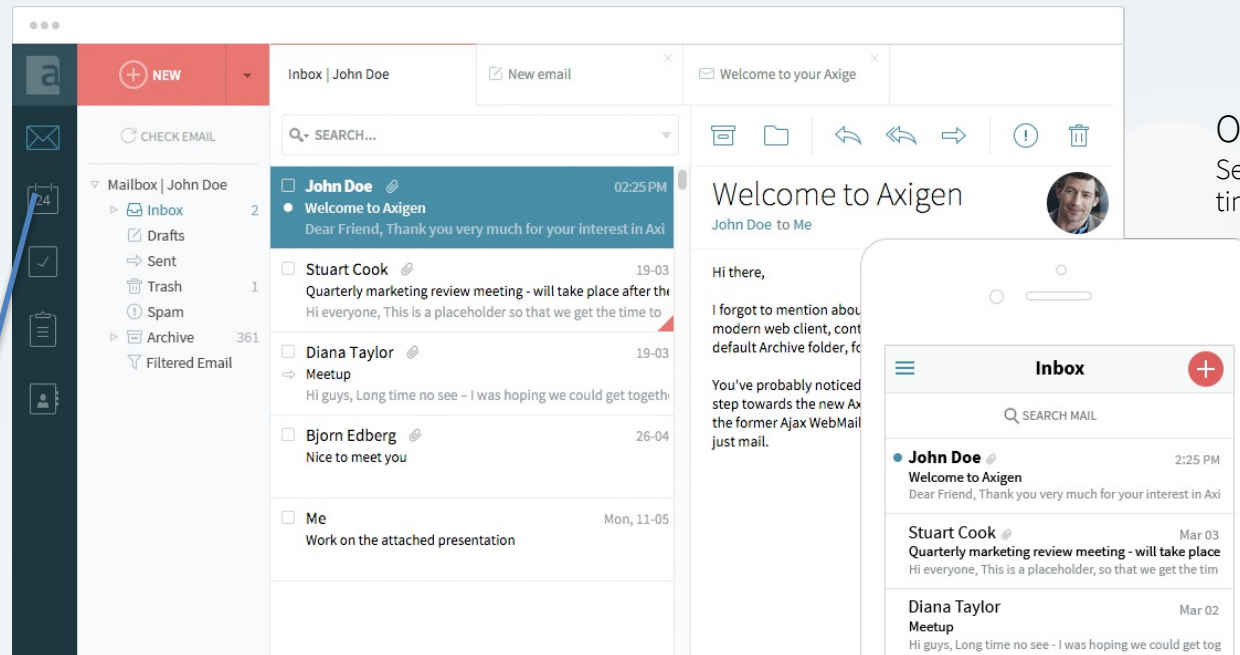 a
NEW
Inbox | John Doe
New email
Welcome to your Axige
CHECK EMAIL
SEARCH...
24
Mailbox | John Doe
Inbox 2
Drafts
Sent
Trash 1
Spam
Archive 361
Filtered Email
John Doe 02:25 PM
Welcome to Axigen
Dear Friend, Thank you very much for your interest in Axi
Stuart Cook 19-03
Quarterly marketing review meeting - will take place after the
Hi everyone, This is a placeholder so that we get the time to
Diana Taylor 19-03
Meetup
Hi guys, Long time no see – I was hoping we could get togeth
Bjorn Edberg 26-04
Nice to meet you
Me Mon, 11-05
Work on the attached presentation
Welcome to Axigen
John Doe to Me
Hi there,
I forgot to mention abou
modern web client, cont
default Archive folder, fo
You've probably noticed
step towards the new Ax
the former Ajax WebMail
just mail.
O
Se
tir
Inbox
SEARCH MAIL
John Doe 2:25 PM
Welcome to Axigen
Dear Friend, Thank you very much for your interest in Axi
Stuart Cook Mar 03
Quarterly marketing review meeting - will take place
Hi everyone, This is a placeholder, so that we get the tim
Diana Taylor Mar 02
Meetup
Hi guys, Long time no see - I was hoping we could get tog